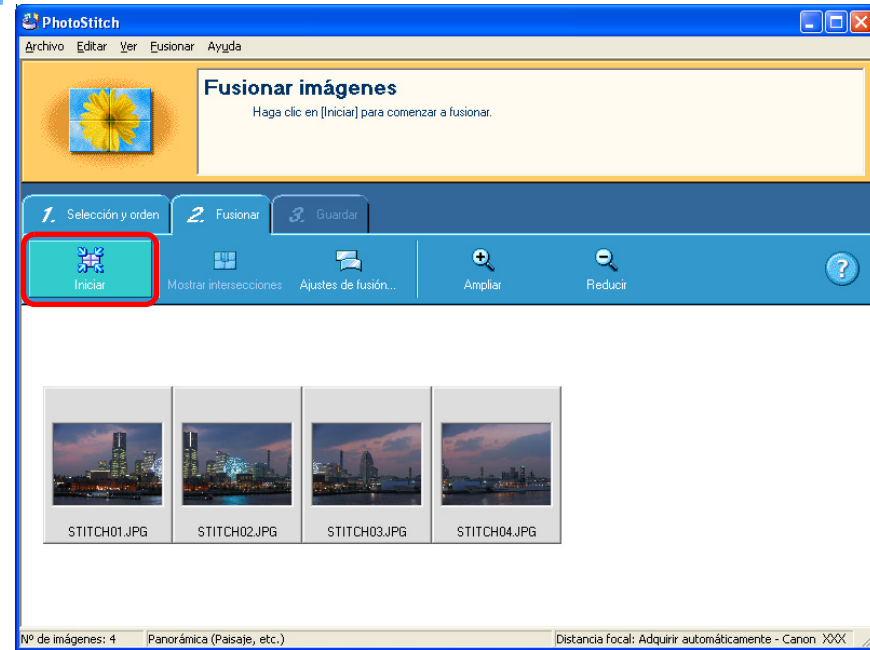 PhotoStitch
Archivo Editar Ver Fusionar Ayuda
Fusionar imágenes
Haga clic en [Iniciar] para comenzar a fusionar.
1. Selección y orden 2. Fusionar 3. Guardar
Iniciar Mostrar intersecciones Ajustes de fusión... Ampliar Reducir ?
STITCH01.JPG STITCH02.JPG STITCH03.JPG STITCH04.JPG
Nº de imágenes: 4 Panorámica (Paisaje, etc.) Distancia focal: Adquirir automáticamente - Canon XXX